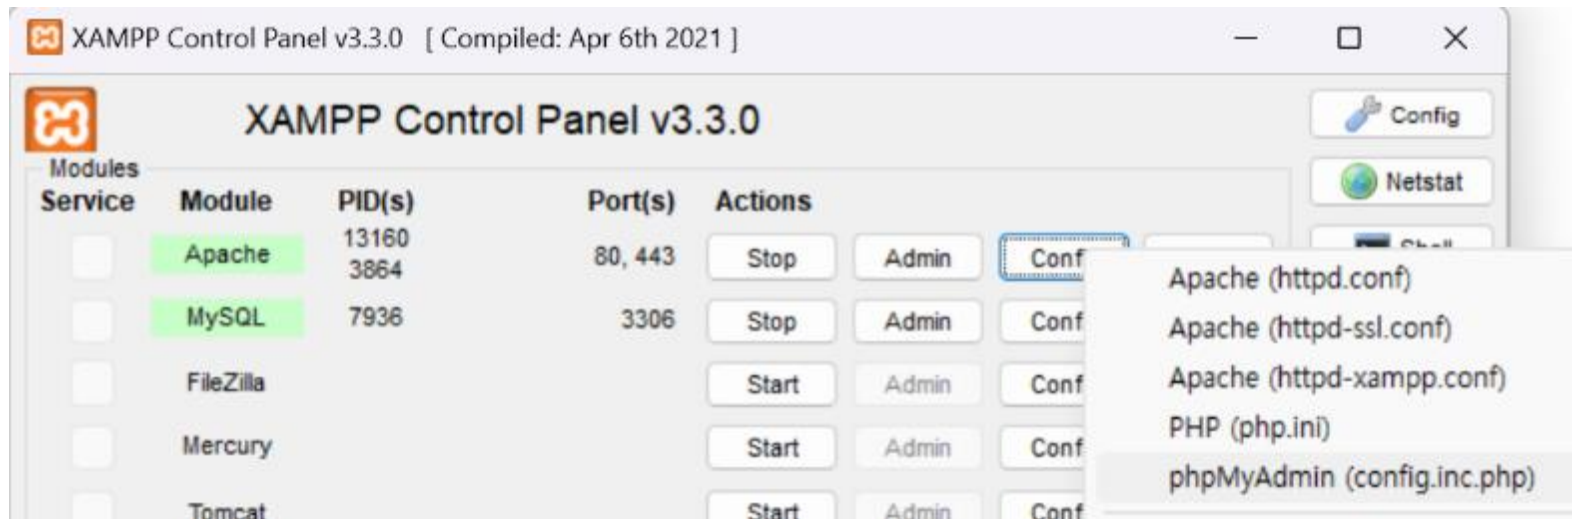 XAMPP Control Panel v3.3.0 [ Compiled: Apr 6th 2021 ]
XAMPP Control Panel v3.3.0
Config
Modules
Netstat
Service Module PID(s) Port(s) Actions
Shell
Apache 13160 3864 80, 443 Stop Admin Conf
MySQL 7936 3306 Stop Admin Conf
FileZilla Start Admin Conf
Mercury Start Admin Conf
Tomcat Start Admin Conf
Apache (httpd.conf)
Apache (httpd-ssl.conf)
Apache (httpd-xampp.conf)
PHP (php.ini)
phpMyAdmin (config.inc.php)